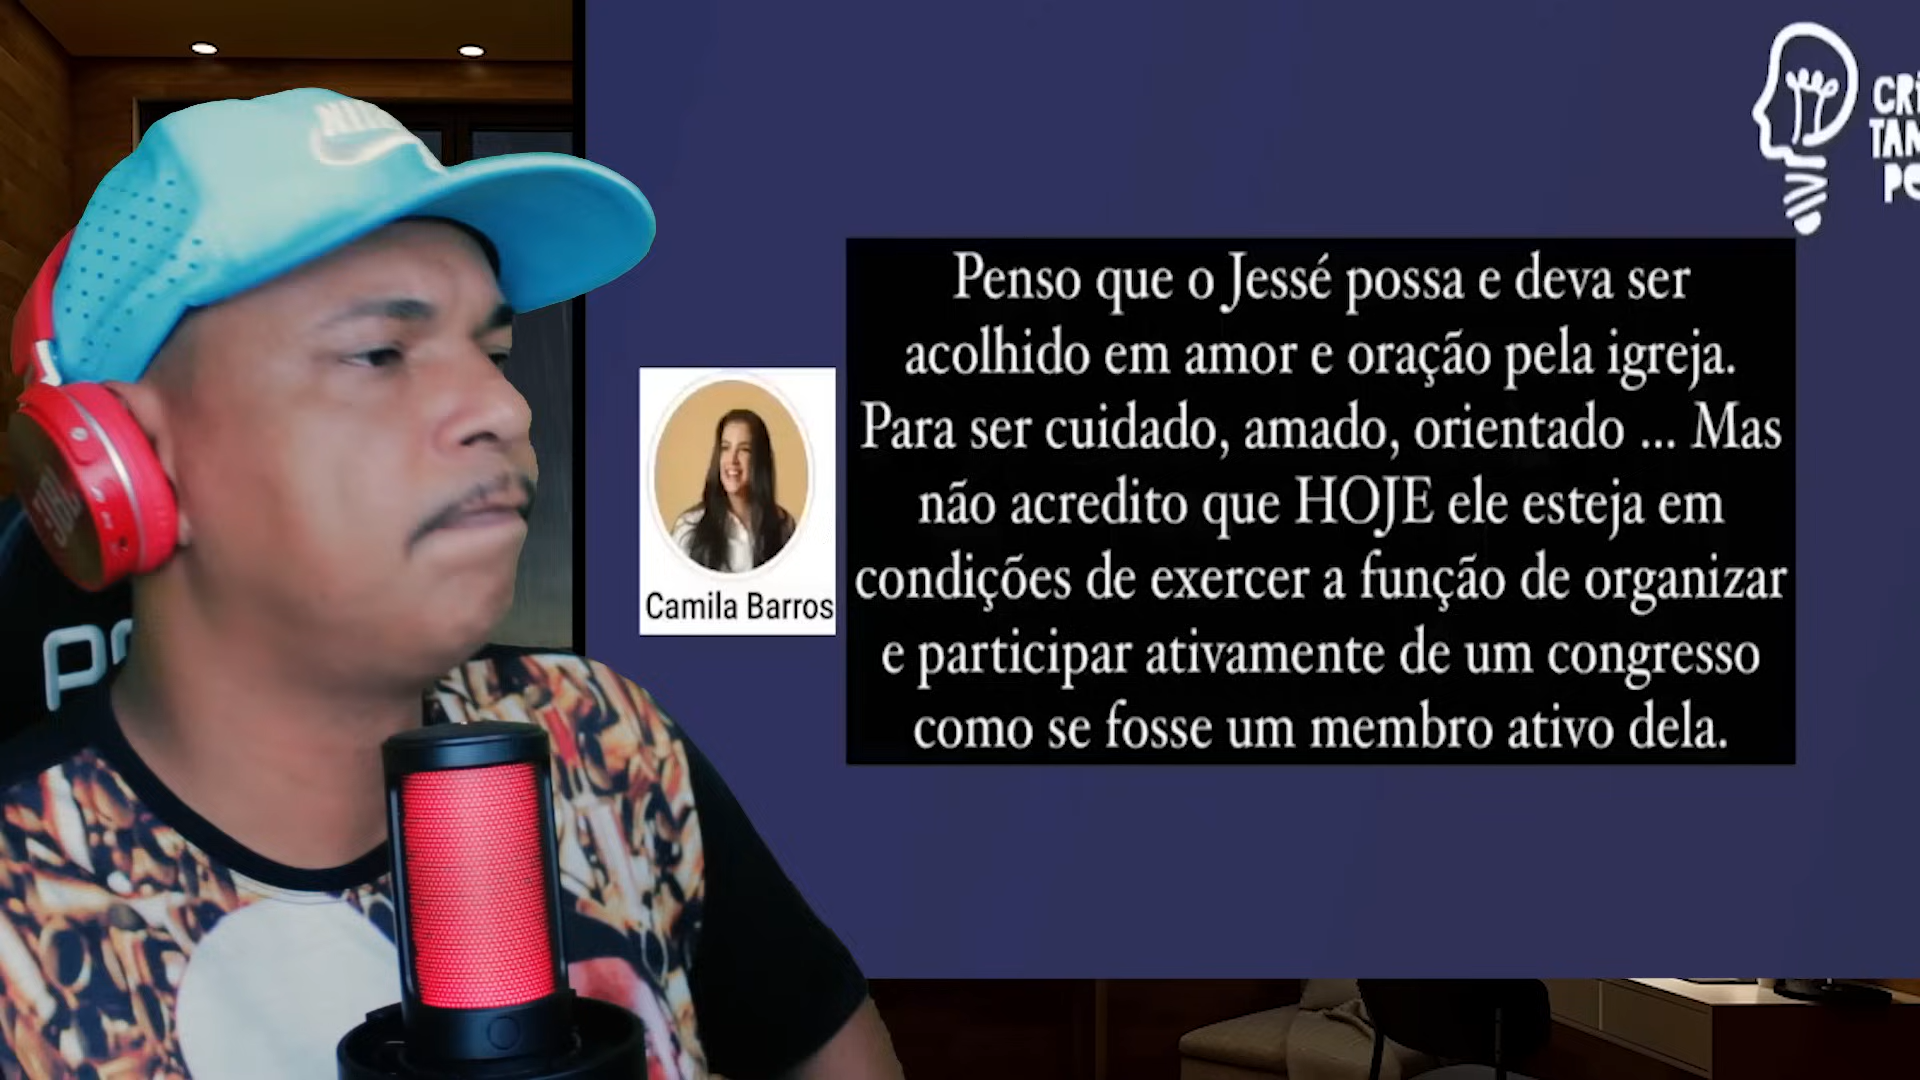 Penso que o Jessé possa e deva ser
acolhido em amor e oração pela igreja.
Para ser cuidado, amado, orientado ... Mas
não acredito que HOJE ele esteja em
condições de exercer a função de organizar
e participar ativamente de um congresso
como se fosse um membro ativo dela.
Camila Barros
JBL